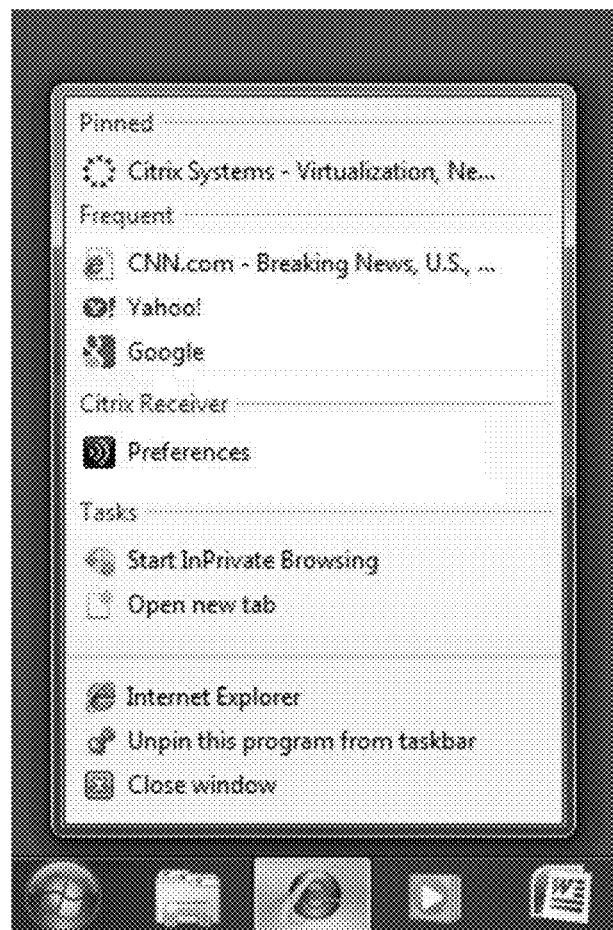 Pinned
Citrix Systems - Virtualization, Ne...
Frequent
CNN.com - Breaking News, U.S., ...
Yahoo!
Google
Citrix Receiver
Preferences
Tasks
Start InPrivate Browsing
Open new tab
Internet Explorer
Unpin this program from taskbar
Close window